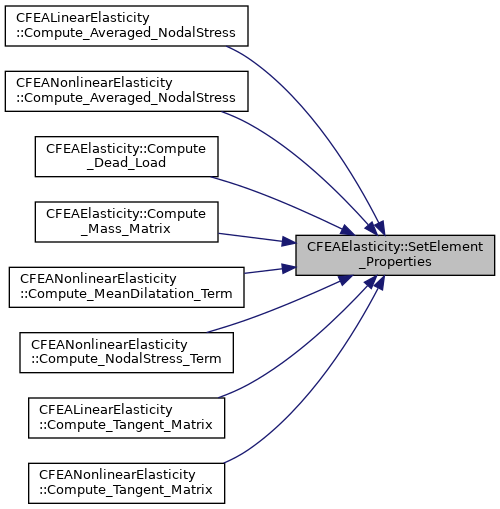 CFEALinearElasticity
::Compute_Averaged_NodalStress
CFEANonlinearElasticity
::Compute_Averaged_NodalStress
CFEAElasticity::Compute
_Dead_Load
CFEAElasticity::Compute
_Mass_Matrix
CFEAElasticity::SetElement
_Properties
CFEANonlinearElasticity
::Compute_MeanDilatation_Term
CFEANonlinearElasticity
::Compute_NodalStress_Term
CFEALinearElasticity
::Compute_Tangent_Matrix
CFEANonlinearElasticity
::Compute_Tangent_Matrix